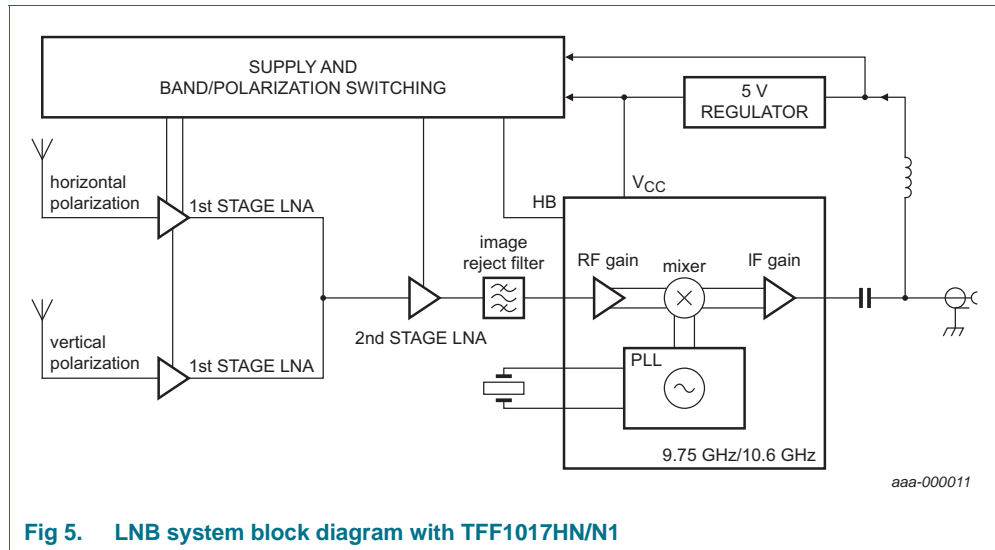 SUPPLY AND
BAND/POLARIZATION SWITCHING
5 V
REGULATOR
horizontal
polarization
1st STAGE LNA
HB
VCC
image
reject filter
RF gain
mixer
IF gain
2nd STAGE LNA
vertical
polarization
1st STAGE LNA
PLL
9.75 GHz/10.6 GHz
aaa-000011
Fig 5. LNB system block diagram with TFF1017HN/N1